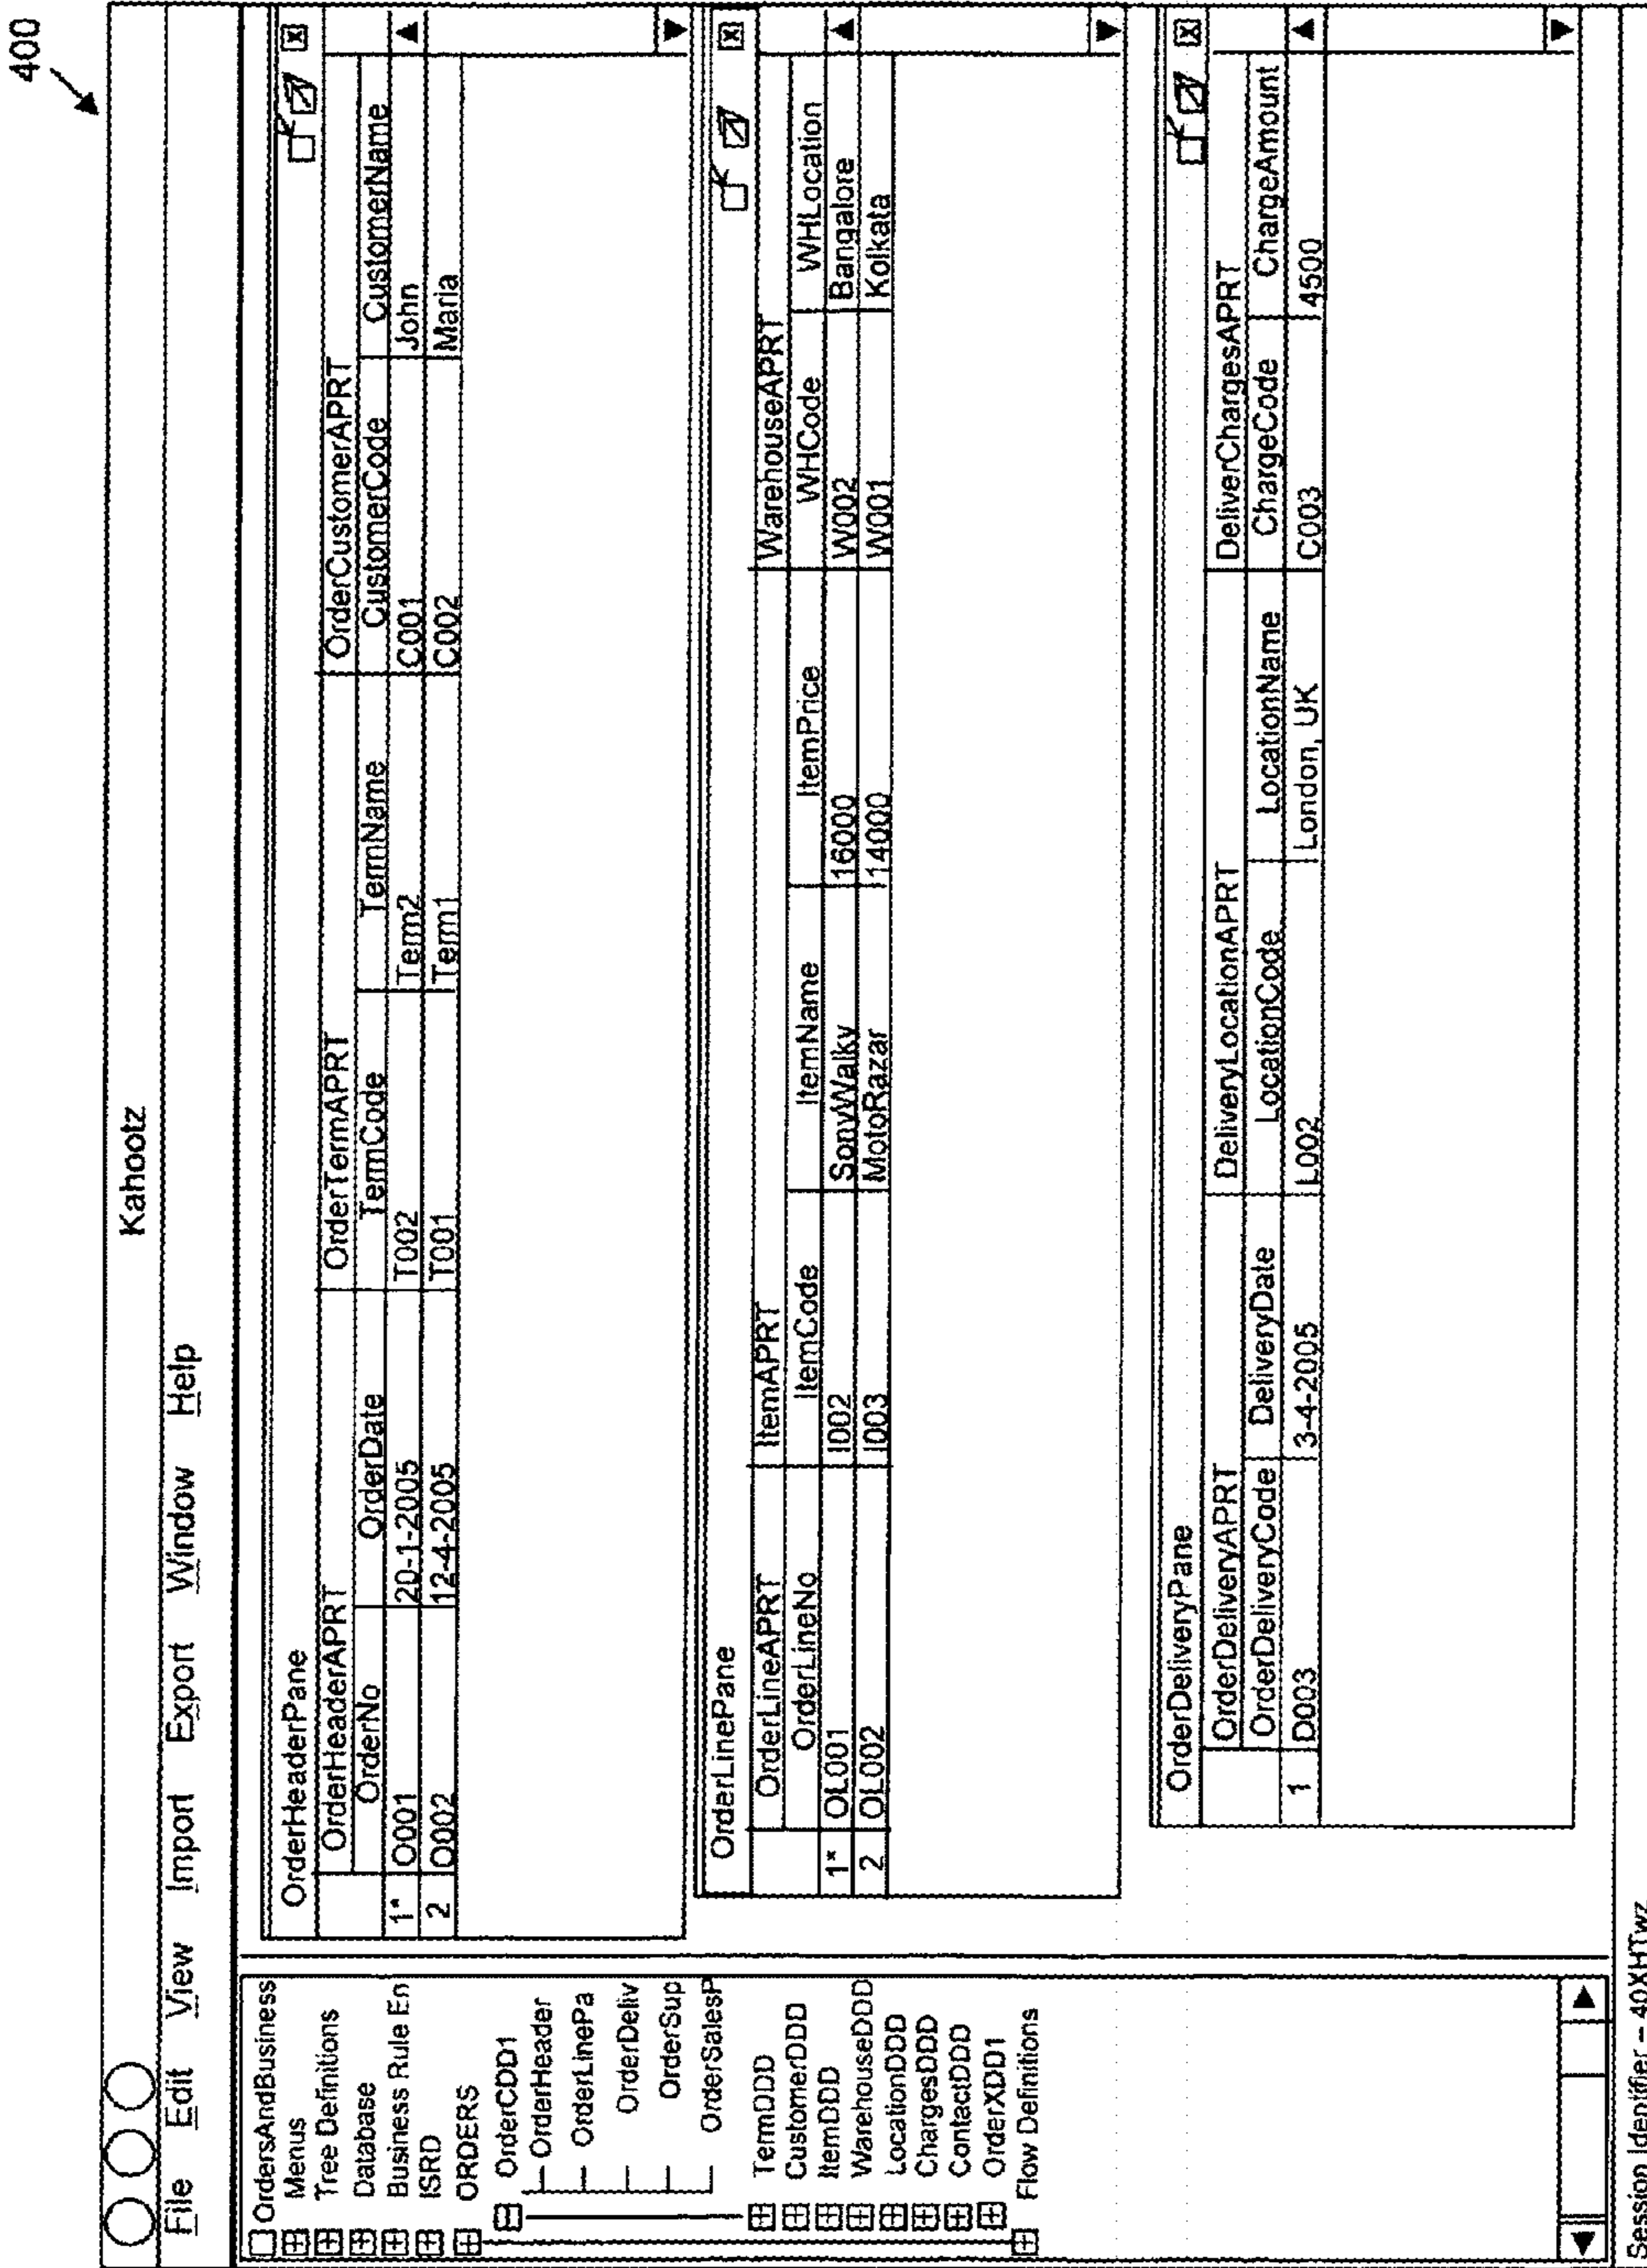 400
Kahootz
File Edit View Import Export Window Help
OrdersAndBusiness
Menus
Tree Definitions
Database
Business Rule En
ISRD
ORDERS
OrderCDD1
OrderHeader
OrderLinePa
OrderDeliv
OrderSup
OrderSalesP
TermDDD
CustomerDDD
ItemDDD
WarehouseDDD
LocationDDD
ChargesDDD
ContactDDD
OrderXDD1
Flow Definitions
OrderHeaderPane
OrderHeaderAPRT OrderTermAPRT OrderCustomerAPRT
OrderNo OrderDate TermCode TermName CustomerCode CustomerName
1* O001 20-1-2005 T002 Term2 C001 John
2 O002 12-4-2005 T001 Term1 C002 Maria
OrderLinePane
OrderLineAPRT ItemAPRT WarehouseAPRT
OrderLineNo ItemCode ItemName ItemPrice WHCode WHLocation
1* OL001 I002 SonyWalky 16000 W002 Bangalore
2 OL002 I003 MotoRazar 14000 W001 Kolkata
OrderDeliveryPane
OrderDeliveryAPRT DeliveryLocationAPRT DeliverChargesAPRT
OrderDeliveryCode DeliveryDate LocationCode LocationName ChargeCode ChargeAmount
1 D003 3-4-2005 L002 London, UK C003 4500
Session Identifier – 40XHTwz